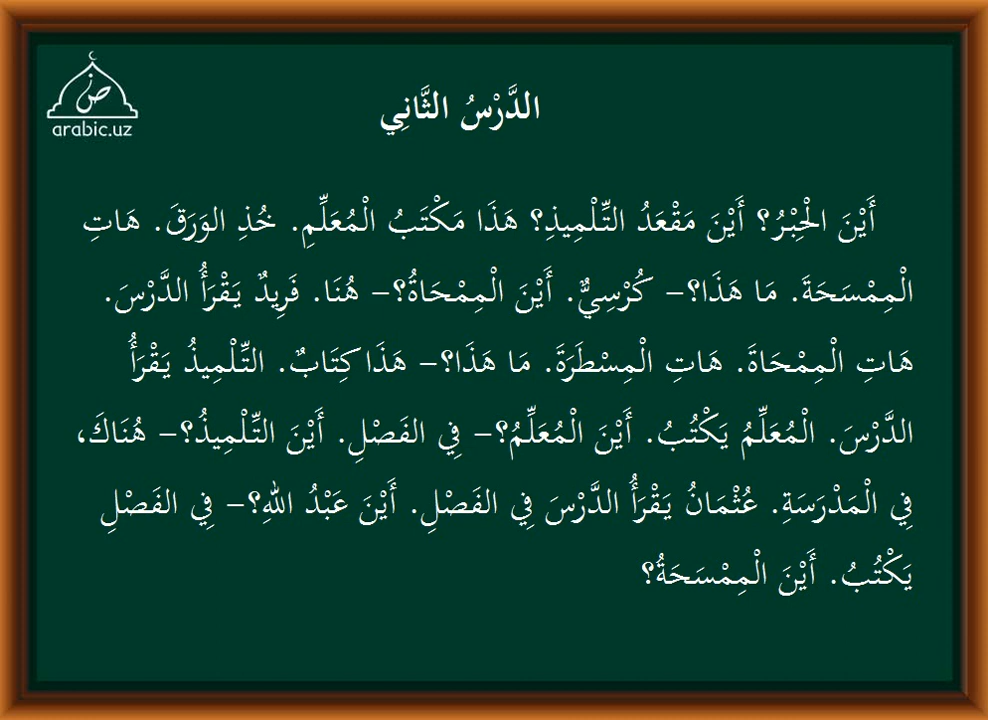 ض
arabic.uz
الدَّرْسُ الثَّانِي
أَيْنَ الْحِبْرُ؟ أَيْنَ مَقْعَدُ التِّلْمِيذِ؟ هَذَا مَكْتَبُ الْمُعَلِّمِ. خُذِ الوَرَقَ. هَاتِ
الْمِمْسَحَةَ. مَا هَذَا؟– كُرْسِيٌّ. أَيْنَ الْمِمْحَاةُ؟– هُنَا. فَرِيدٌ يَقْرَأُ الدَّرْسَ.
هَاتِ الْمِمْحَاةَ. هَاتِ الْمِسْطَرَةَ. مَا هَذَا؟– هَذَا كِتَابٌ. التِّلْمِيذُ يَقْرَأُ
الدَّرْسَ. الْمُعَلِّمُ يَكْتُبُ. أَيْنَ الْمُعَلِّمُ؟– فِي الفَصْلِ. أَيْنَ التِّلْمِيذُ؟– هُنَاكَ،
فِي الْمَدْرَسَةِ. عُثْمَانُ يَقْرَأُ الدَّرْسَ فِي الفَصْلِ. أَيْنَ عَبْدُ اللهِ؟– فِي الفَصْلِ
يَكْتُبُ. أَيْنَ الْمِمْسَحَةُ؟